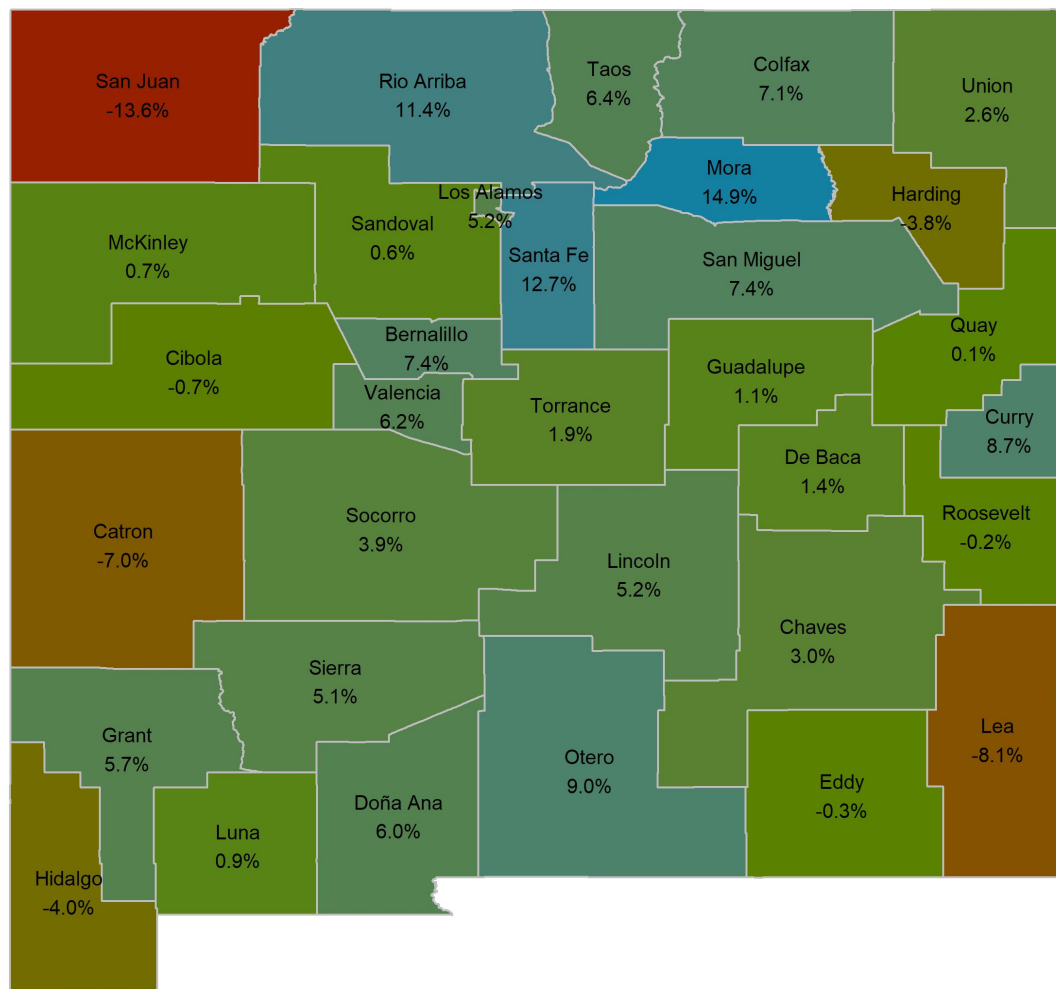 San Juan
-13.6%
Rio Arriba
11.4%
Taos
6.4%
Colfax
7.1%
Union
2.6%
Mora
14.9%
Harding
-3.8%
Los Alamos
5.2%
Sandoval
0.6%
McKinley
0.7%
Santa Fe
12.7%
San Miguel
7.4%
Quay
0.1%
Bernalillo
7.4%
Cibola
-0.7%
Guadalupe
1.1%
Valencia
6.2%
Torrance
1.9%
Curry
8.7%
De Baca
1.4%
Roosevelt
-0.2%
Socorro
3.9%
Catron
-7.0%
Lincoln
5.2%
Chaves
3.0%
Sierra
5.1%
Grant
5.7%
Lea
-8.1%
Otero
9.0%
Eddy
-0.3%
Doña Ana
6.0%
Luna
0.9%
Hidalgo
-4.0%